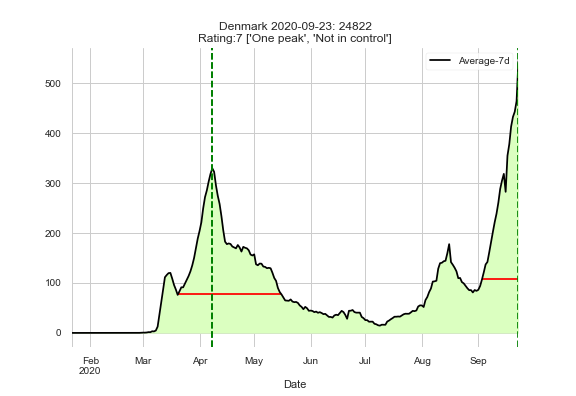 Denmark 2020-09-23: 24822
Rating:7 ['One peak', 'Not in control']
Average-7d
500
400
300
200
100
0
Feb
2020
Mar
Apr
May
Jun
Jul
Aug
Sep
Date